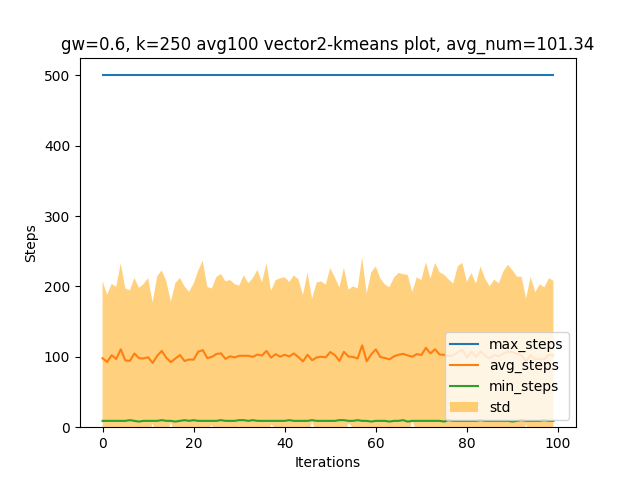 gw=0.6, k=250 avg100 vector2-kmeans plot, avg_num=101.34
500
400
300
200
100
0
Steps
max_steps
avg_steps
min_steps
std
0 20 40 60 80 100
Iterations